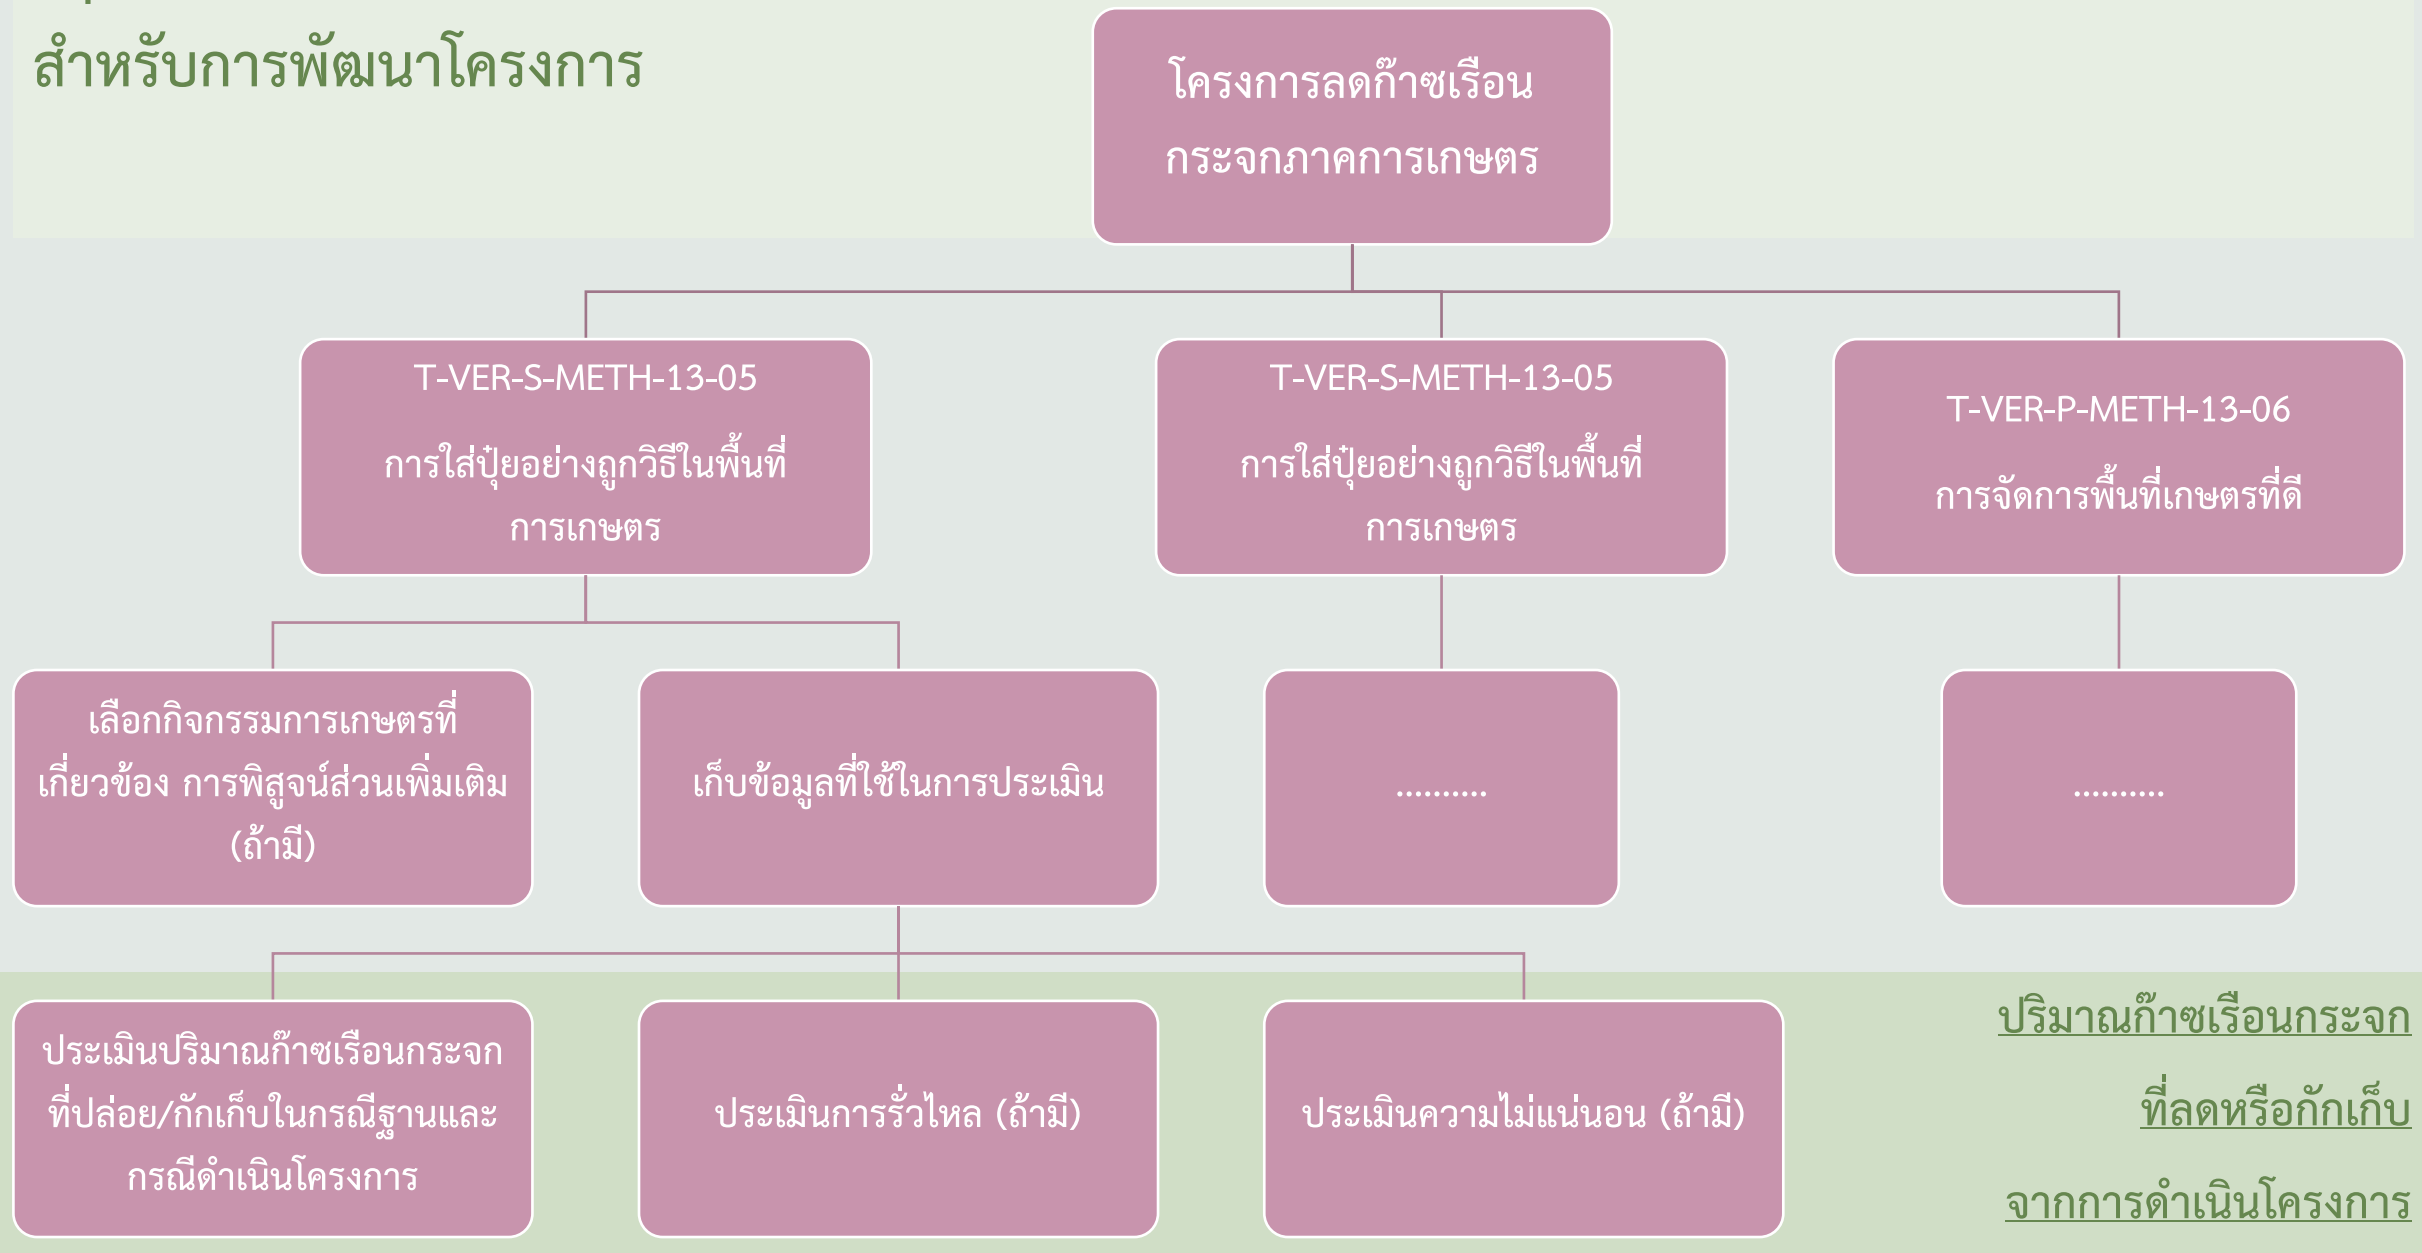 สำหรับการพัฒนาโครงการ
โครงการลดก๊าซเรือน
กระจกภาคการเกษตร
T-VER-S-METH-13-05
การใส่ปุ๋ยอย่างถูกวิธีในพื้นที่
การเกษตร
T-VER-S-METH-13-05
การใส่ปุ๋ยอย่างถูกวิธีในพื้นที่
การเกษตร
T-VER-P-METH-13-06
การจัดการพื้นที่เกษตรที่ดี
เลือกกิจกรรมการเกษตรที่
เกี่ยวข้อง การพิสูจน์ส่วนเพิ่มเติม
(ถ้ามี)
เก็บข้อมูลที่ใช้ในการประเมิน
..........
..........
ประเมินปริมาณก๊าซเรือนกระจก
ที่ปล่อย/กักเก็บในกรณีฐานและ
กรณีดำเนินโครงการ
ประเมินการรั่วไหล (ถ้ามี)
ประเมินความไม่แน่นอน (ถ้ามี)
ปริมาณก๊าซเรือนกระจก
ที่ลดหรือกักเก็บ
จากการดำเนินโครงการ